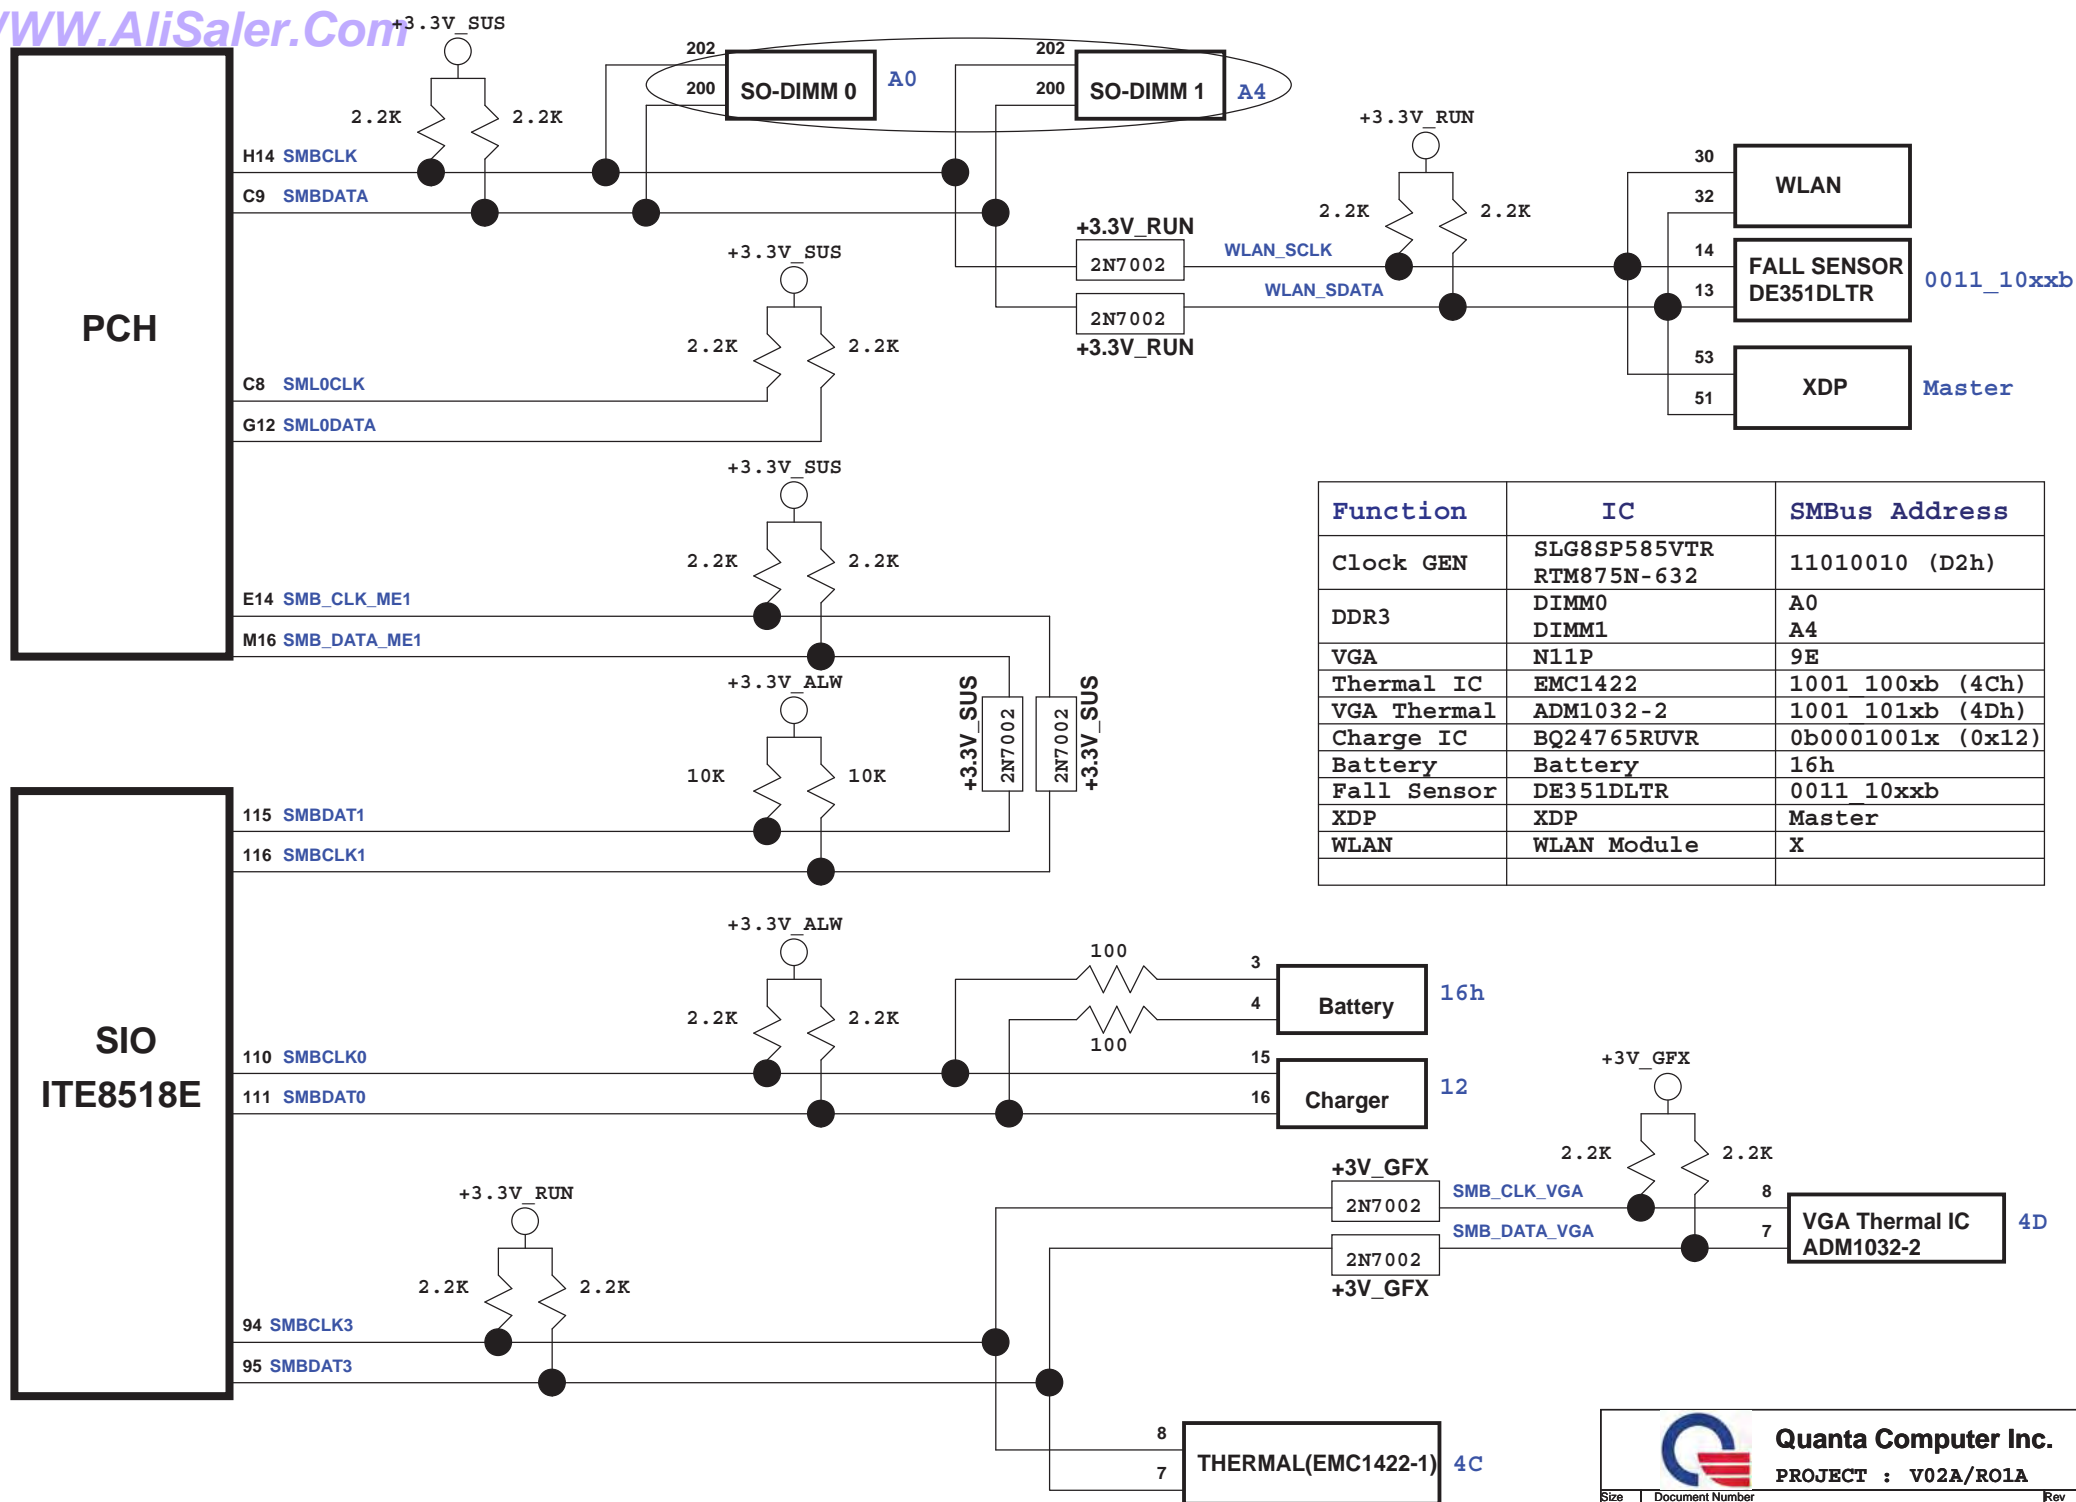 WWW.AliSaler.Com
+3.3V_SUS
202
SO-DIMM 0
A0
200
202
SO-DIMM 1
A4
200
2.2K
2.2K
+3.3V_RUN
H14 SMBCLK
C9 SMBDATA
2.2K
2.2K
30
WLAN
32
+3.3V_RUN
2N7002
WLAN_SCLK
14
FALL SENSOR
DE351DLTR
0011_10xxb
13
WLAN_SDATA
2N7002
+3.3V_RUN
+3.3V_SUS
PCH
2.2K
2.2K
53
XDP
Master
51
C8 SML0CLK
G12 SML0DATA
+3.3V_SUS
2.2K
2.2K
E14 SMB_CLK_ME1
M16 SMB_DATA_ME1
Function IC SMBus Address
Clock GEN SLG8SP585VTR 11010010 (D2h)
RTM875N-632
DDR3 DIMM0 A0
DIMM1 A4
VGA N11P 9E
Thermal IC EMC1422 1001_100xb (4Ch)
VGA Thermal ADM1032-2 1001_101xb (4Dh)
Charge IC BQ24765RUVR 0b0001001x (0x12)
Battery Battery 16h
Fall Sensor DE351DLTR 0011_10xxb
XDP XDP Master
WLAN WLAN Module X
+3.3V_ALW
+3.3V_SUS
2N7002
2N7002
+3.3V_SUS
10K
10K
115 SMBDAT1
116 SMBCLK1
+3.3V_ALW
SIO
ITE8518E
2.2K
2.2K
100
3
Battery
16h
4
100
110 SMBCLK0
111 SMBDAT0
15
Charger
12
16
+3V_GFX
2.2K
2.2K
+3V_GFX
2N7002
SMB_CLK_VGA
8
VGA Thermal IC
ADM1032-2
4D
SMB_DATA_VGA
7
2N7002
+3V_GFX
+3.3V_RUN
2.2K
2.2K
94 SMBCLK3
95 SMBDAT3
8
THERMAL(EMC1422-1)
4C
7
Quanta Computer Inc.
PROJECT : V02A/RO1A
Size Document Number Rev